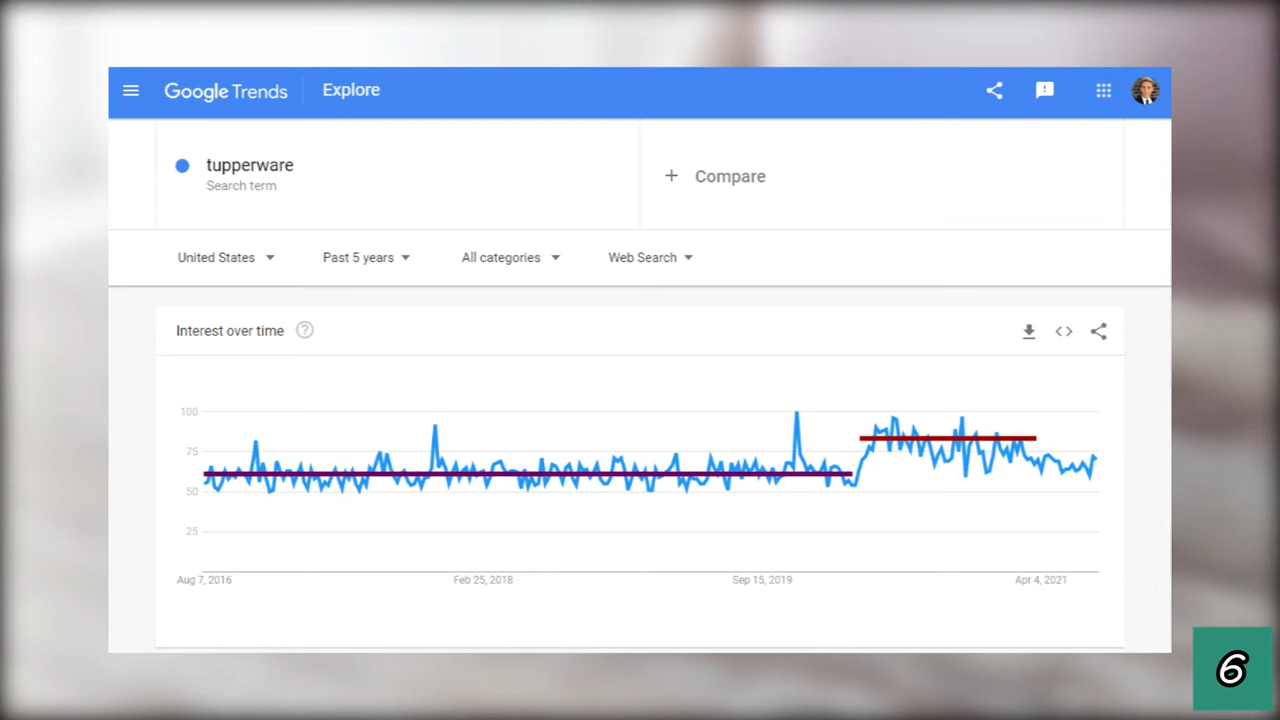 Google Trends Explore
tupperware
Search term
+ Compare
United States Past 5 years All categories Web Search
Interest over time ?
100
75
50
25
Aug 7, 2016 Feb 25, 2018 Sep 15, 2019 Apr 4, 2021
6